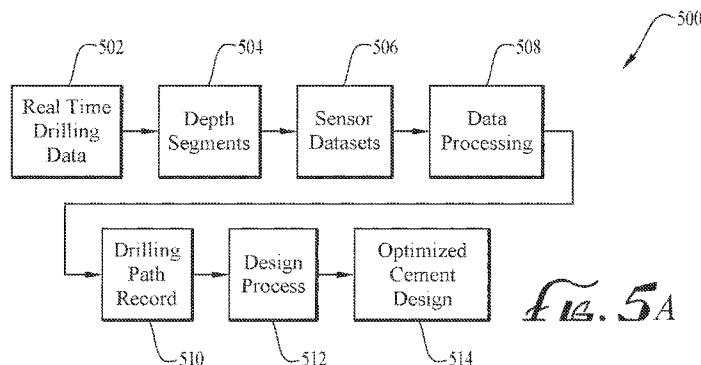 500
502
504
506
508
Real Time
Drilling
Data
Depth
Segments
Sensor
Datasets
Data
Processing
Drilling
Path
Record
Design
Process
Optimized
Cement
Design
510
512
514
FIG. 5A